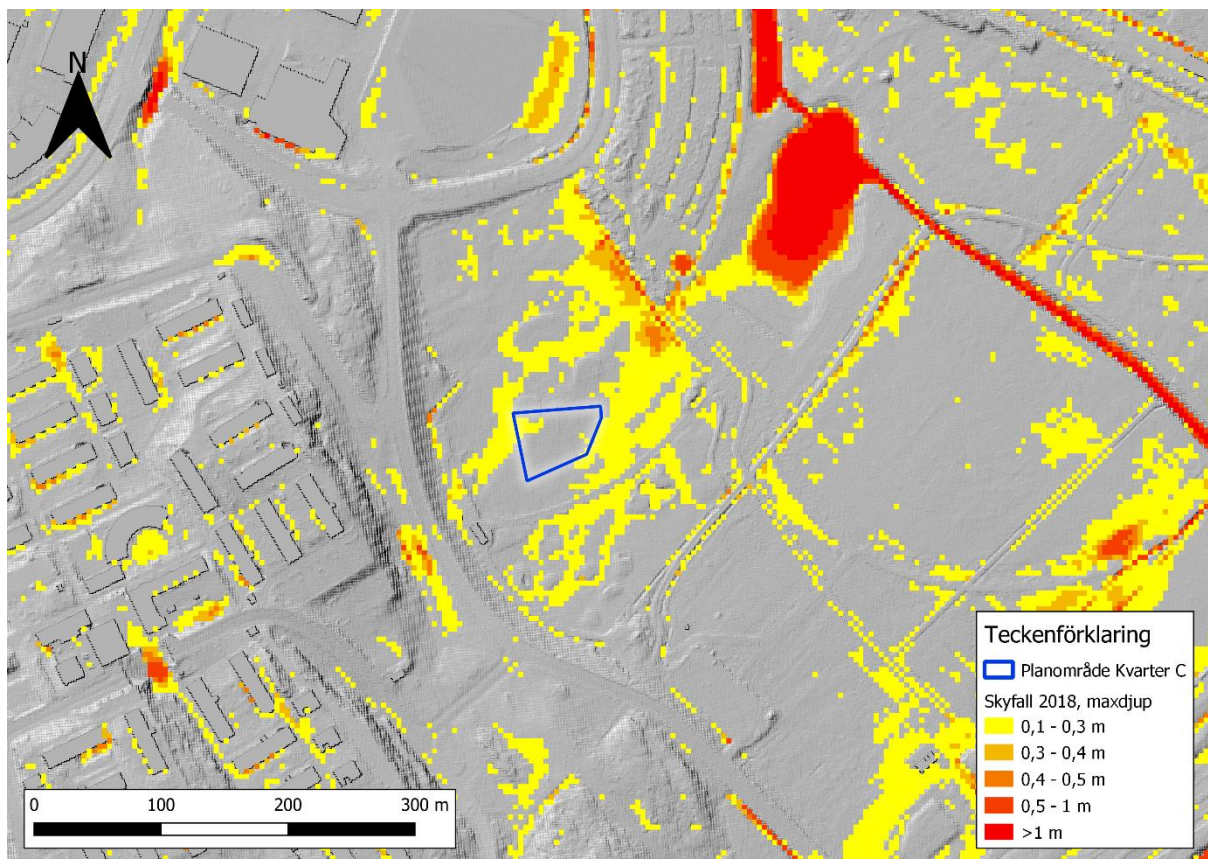 N
Teckenförklaring
Planområde Kvarter C
Skyfall 2018, maxdjup
0,1 - 0,3 m
0,3 - 0,4 m
0,4 - 0,5 m
0,5 - 1 m
>1 m
0 100 200 300 m